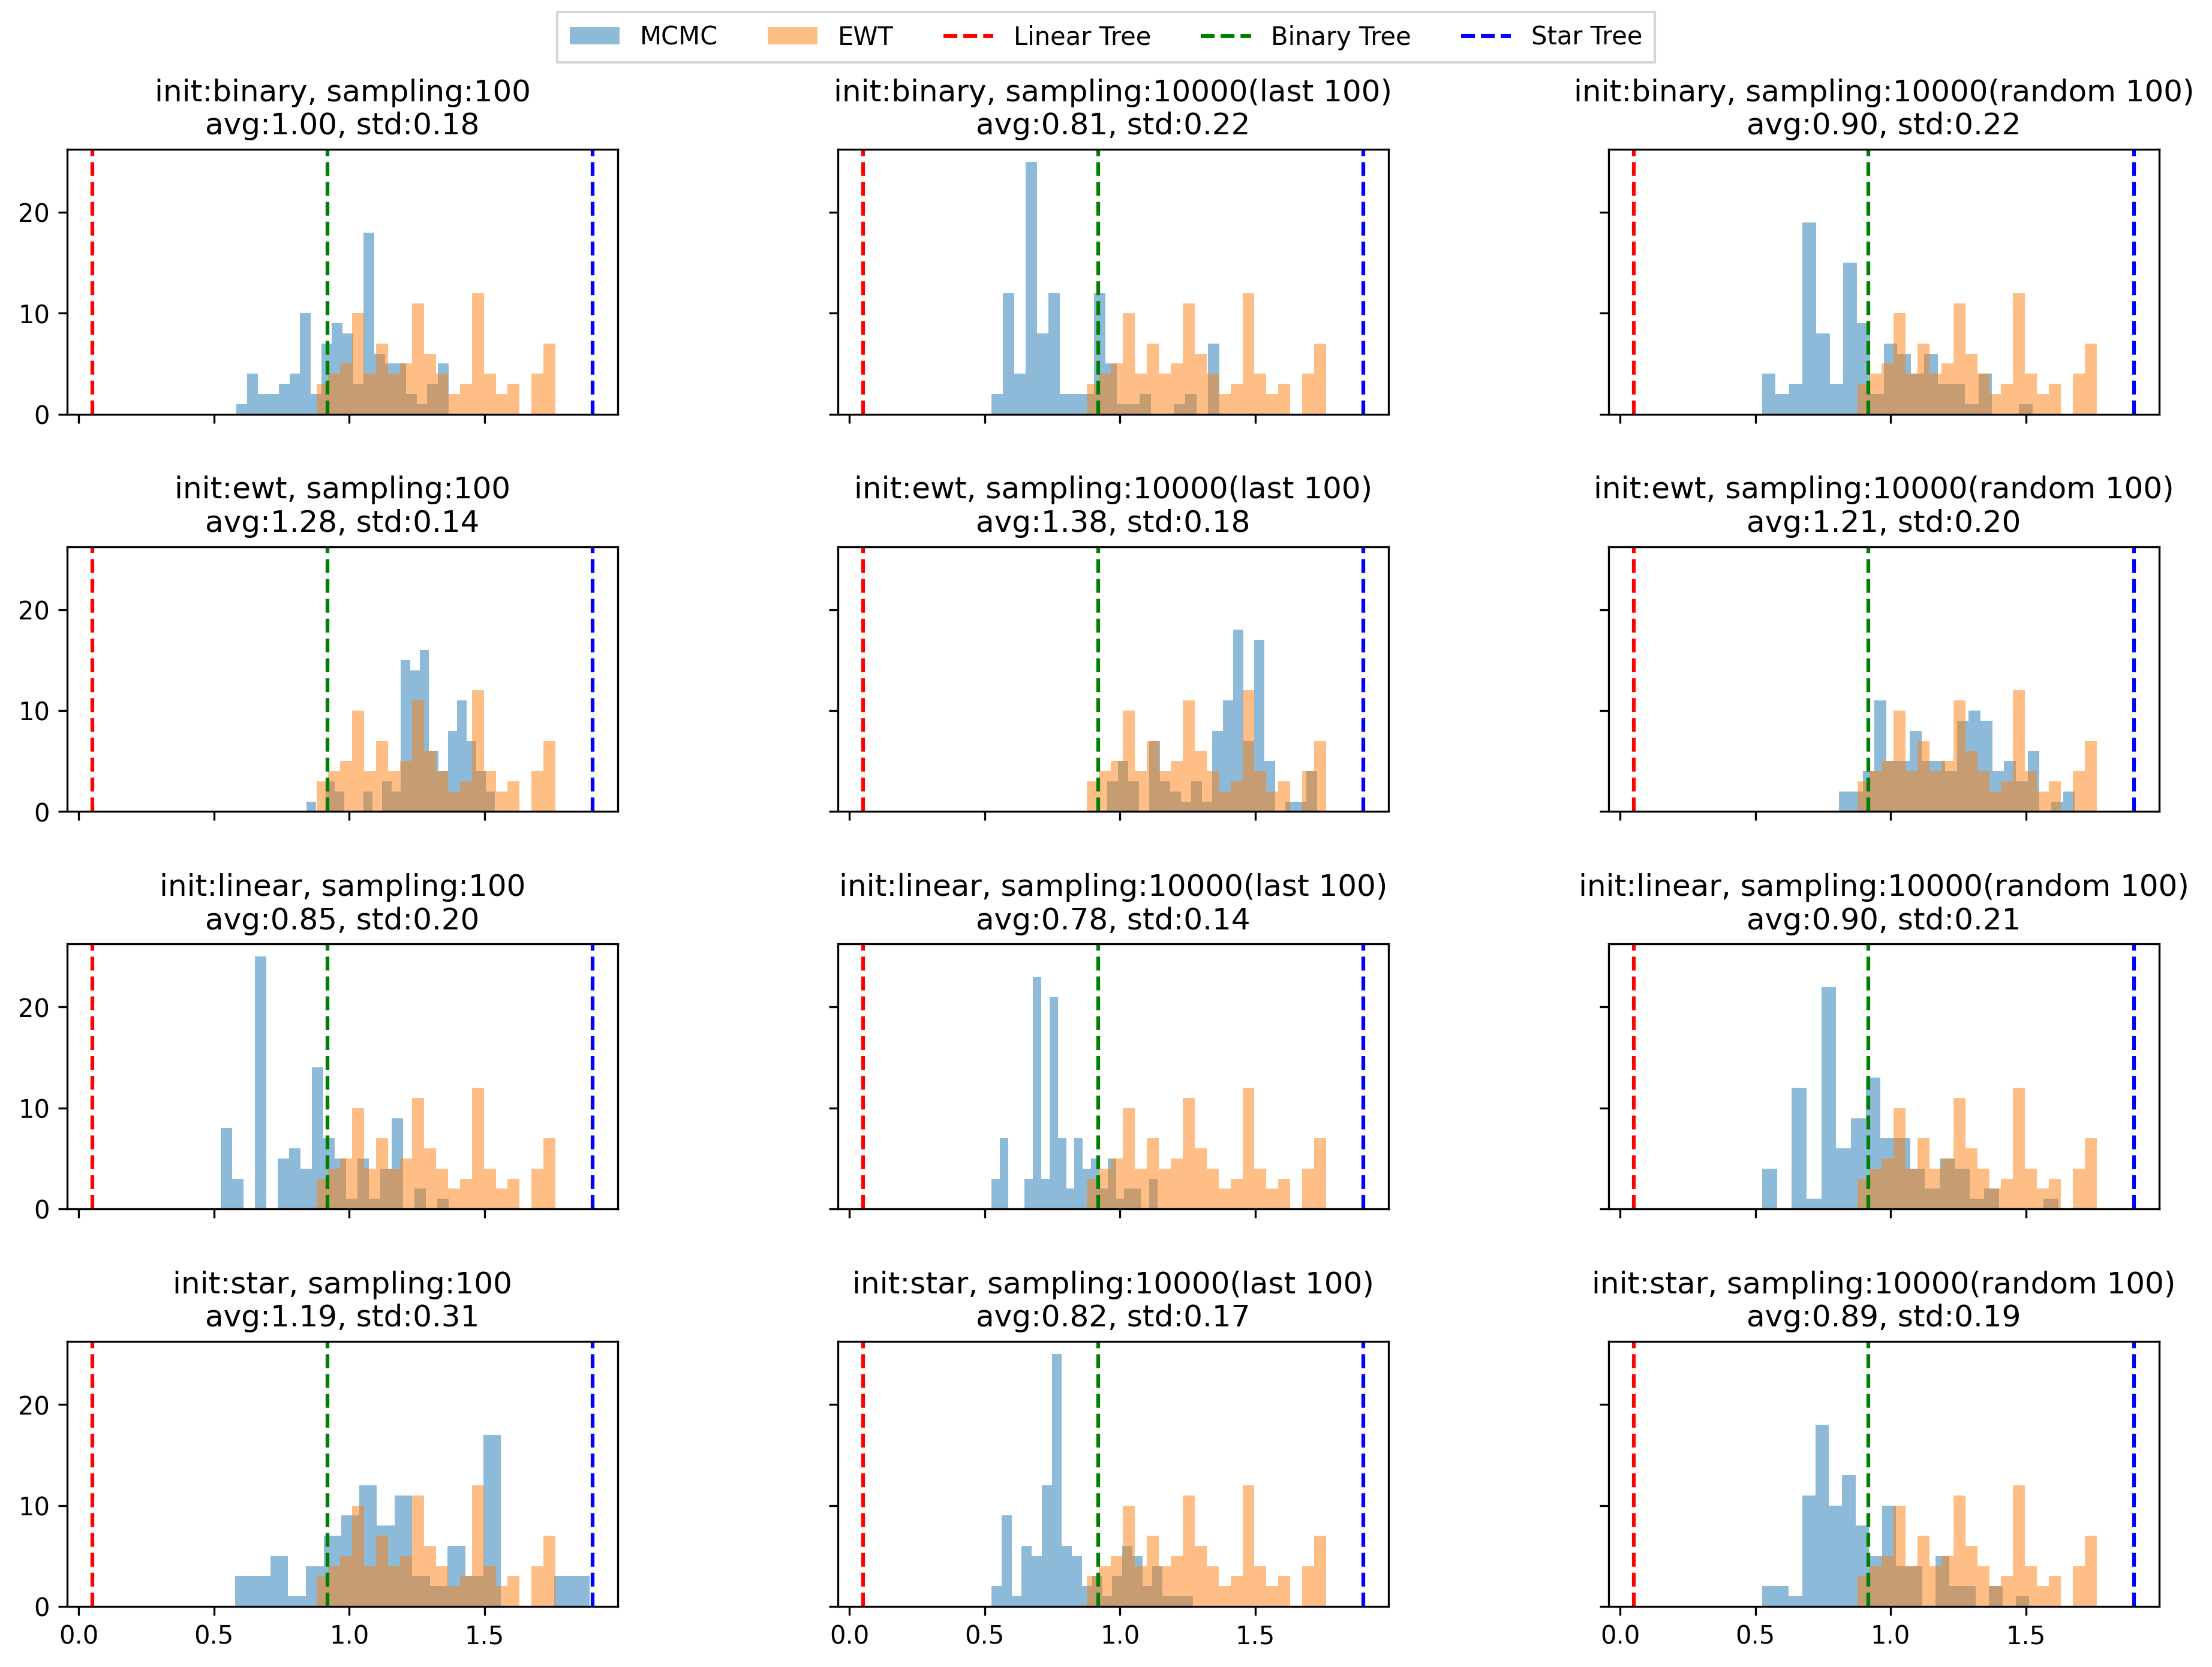 MCMC EWT Linear Tree Binary Tree Star Tree
init:binary, sampling:100
avg:1.00, std:0.18
init:binary, sampling:10000(last 100)
avg:0.81, std:0.22
init:binary, sampling:10000(random 100)
avg:0.90, std:0.22
20
10
0
init:ewt, sampling:100
avg:1.28, std:0.14
init:ewt, sampling:10000(last 100)
avg:1.38, std:0.18
init:ewt, sampling:10000(random 100)
avg:1.21, std:0.20
20
10
0
init:linear, sampling:100
avg:0.85, std:0.20
init:linear, sampling:10000(last 100)
avg:0.78, std:0.14
init:linear, sampling:10000(random 100)
avg:0.90, std:0.21
20
10
0
init:star, sampling:100
avg:1.19, std:0.31
init:star, sampling:10000(last 100)
avg:0.82, std:0.17
init:star, sampling:10000(random 100)
avg:0.89, std:0.19
20
10
0
0.0 0.5 1.0 1.5
0.0 0.5 1.0 1.5
0.0 0.5 1.0 1.5